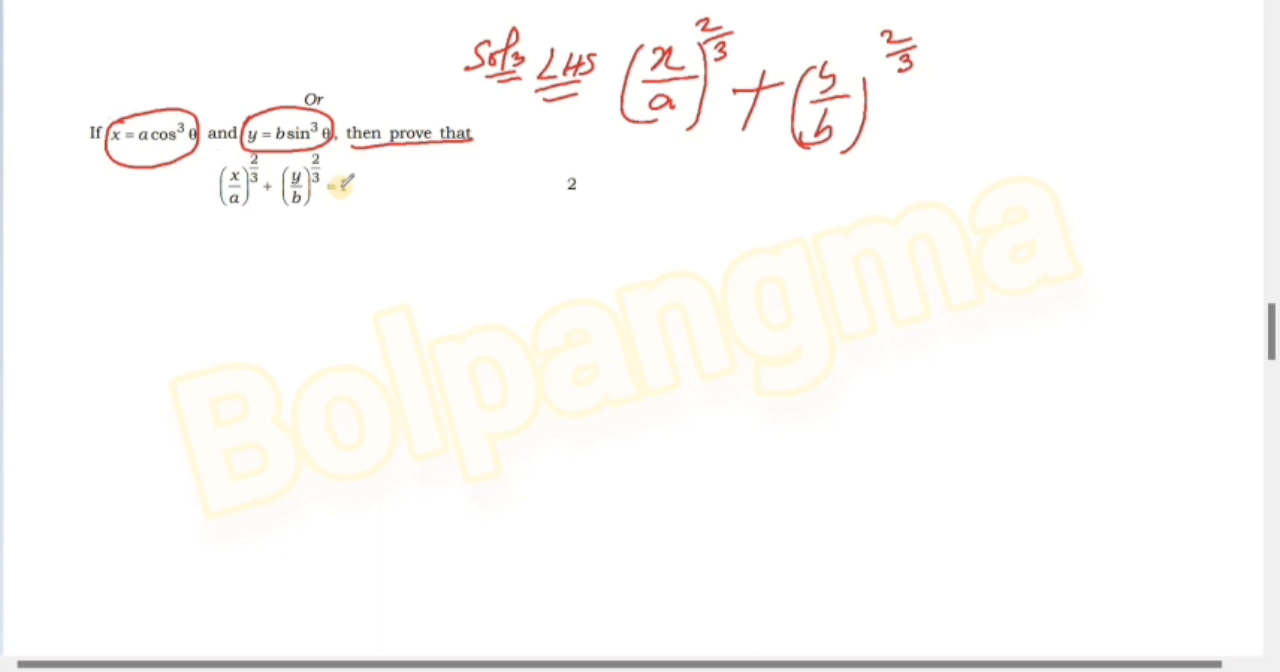 Sol^n LHS (x/a)^(2/3) + (y/b)^(2/3)
Or
If x = a cos³ θ and y = b sin³ θ, then prove that
(x/a)^(2/3) + (y/b)^(2/3) =
2
Bolpangma